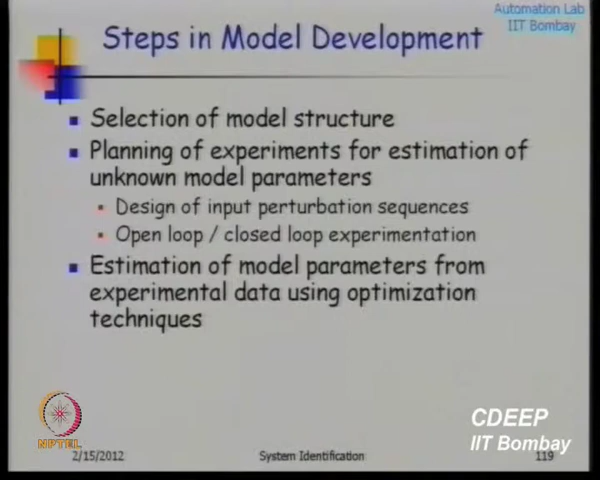 Automation Lab
IIT Bombay
Steps in Model Development
Selection of model structure
Planning of experiments for estimation of
unknown model parameters
Design of input perturbation sequences
Open loop / closed loop experimentation
Estimation of model parameters from
experimental data using optimization
techniques
NPTEL
CDEEP
IIT Bombay
2/15/2012
System Identification
119